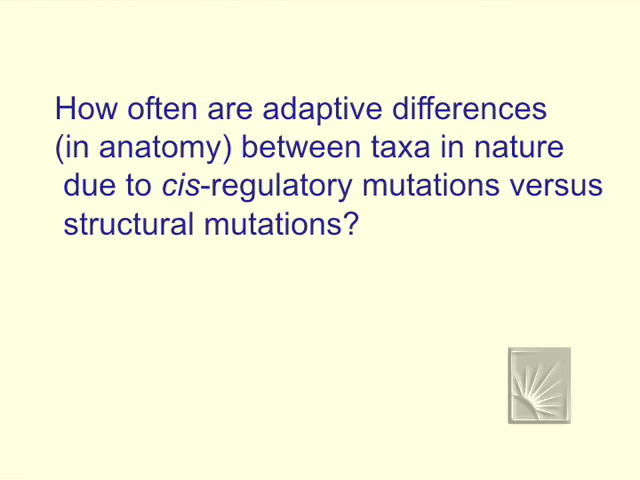 How often are adaptive differences
(in anatomy) between taxa in nature
due to cis-regulatory mutations versus
structural mutations?